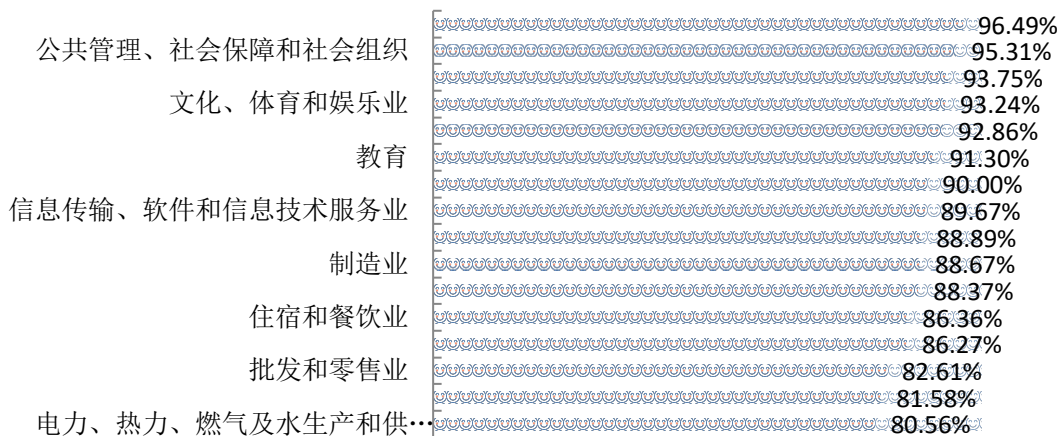 96.49%
公共管理、社会保障和社会组织 95.31%
93.75%
文化、体育和娱乐业 93.24%
92.86%
教育 91.30%
90.00%
信息传输、软件和信息技术服务业 89.67%
88.89%
制造业 88.67%
88.37%
住宿和餐饮业 86.36%
86.27%
批发和零售业 82.61%
81.58%
电力、热力、燃气及水生产和供… 80.56%